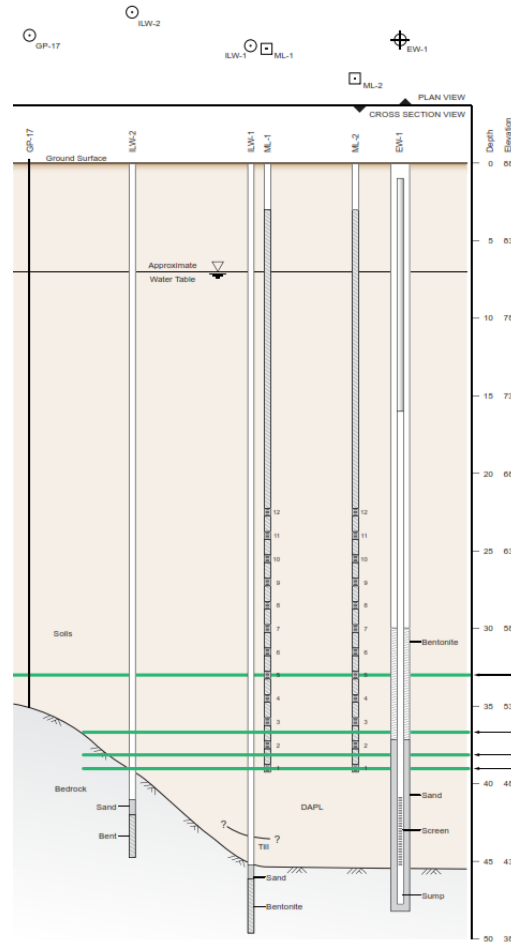 ILW-2
GP-17
ILW-1
ML-1
EW-1
ML-2
PLAN VIEW
CROSS SECTION VIEW
GP-17
ILW-2
ILW-1
ML-1
ML-2
EW-1
Depth
Elevation
Ground Surface
0
5
Approximate
Water Table
10
15
20
12
12
11
11
25
10
10
9
9
8
8
7
7
30
Soils
6
6
Bentonite
5
5
4
4
3
3
35
2
2
1
1
40
Bedrock
Sand
DAPL
Sand
?
?
Bent
Till
Screen
45
Sand
Bentonite
Sump
50